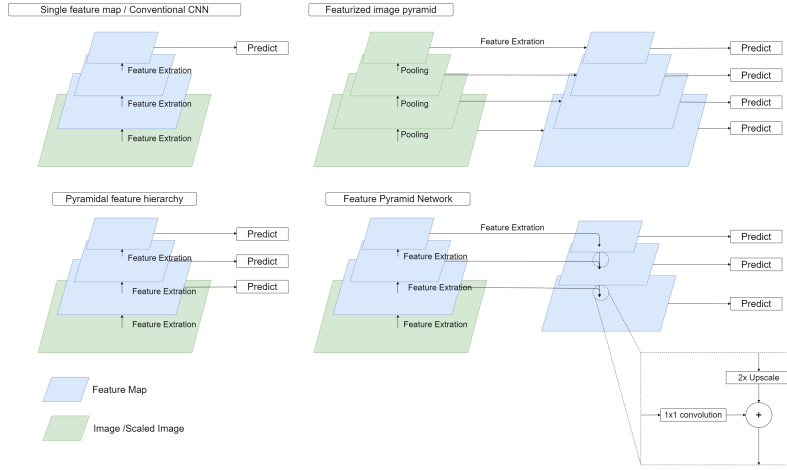 Single feature map / Conventional CNN
Featurized image pyramid
Predict
Feature Extration
Feature Extration
Feature Extration
Feature Extration
Pooling
Pooling
Pooling
Predict
Predict
Predict
Predict
Pyramidal feature hierarchy
Feature Pyramid Network
Predict
Predict
Predict
Feature Extration
Feature Extration
Feature Extration
Feature Extration
Feature Extration
Feature Extration
Feature Extration
Predict
Predict
Predict
Feature Map
Image /Scaled Image
2x Upscale
1x1 convolution
+